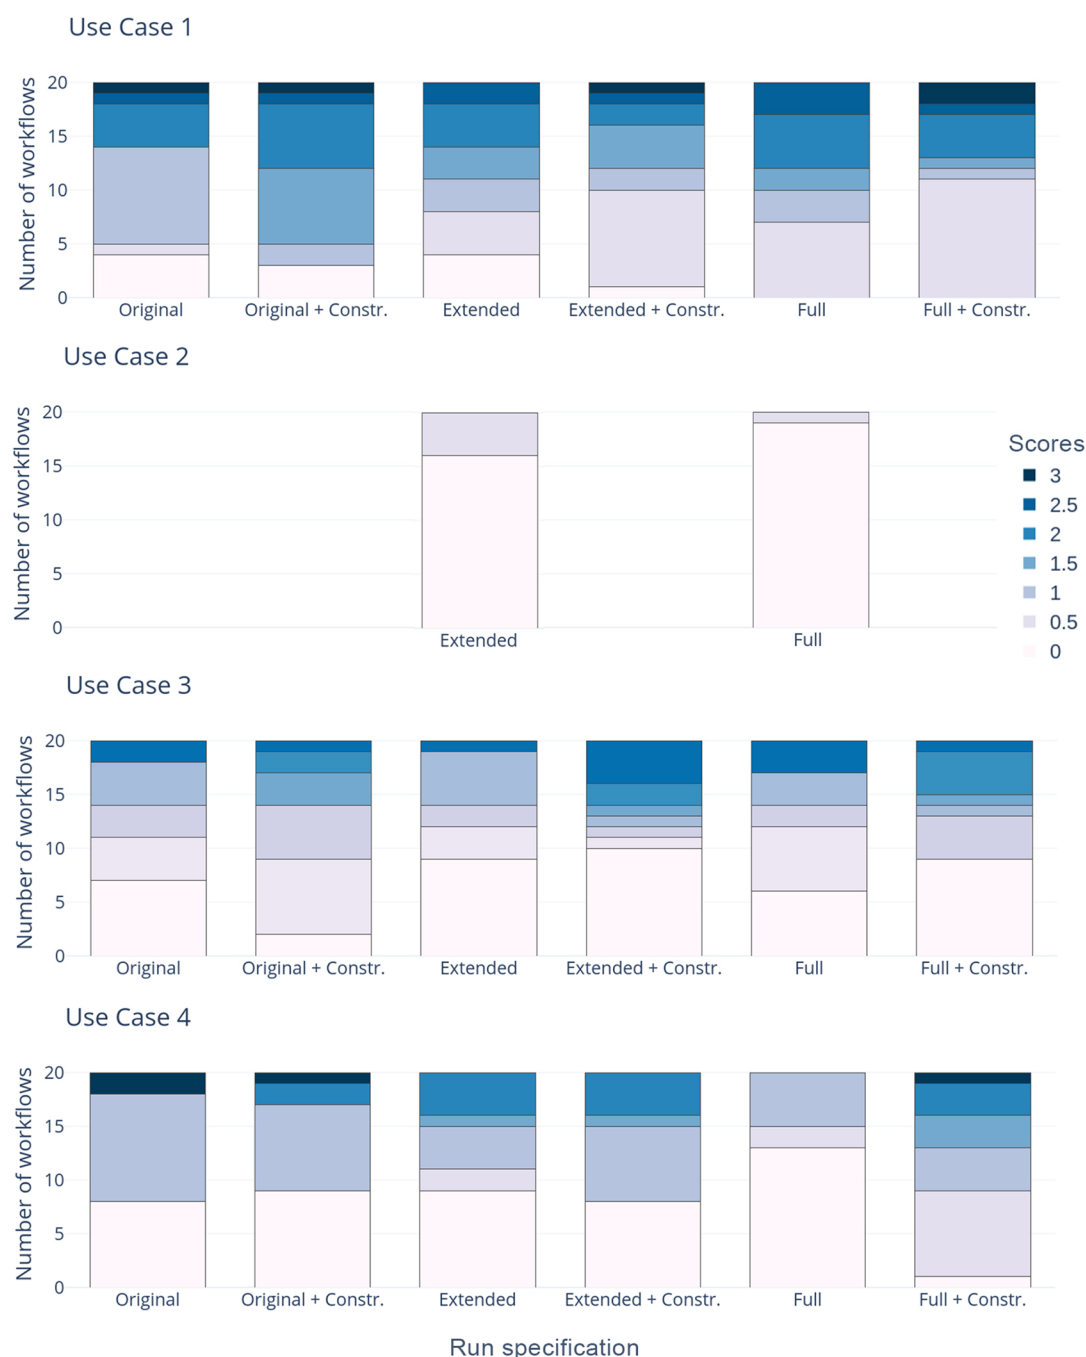 Use Case 1
Number of workflows
20
15
10
5
0
Original
Original + Constr.
Extended
Extended + Constr.
Full
Full + Constr.
Use Case 2
Number of workflows
20
15
10
5
0
Extended
Full
Scores
3
2.5
2
1.5
1
0.5
0
Use Case 3
Number of workflows
20
15
10
5
0
Original
Original + Constr.
Extended
Extended + Constr.
Full
Full + Constr.
Use Case 4
Number of workflows
20
15
10
5
0
Original
Original + Constr.
Extended
Extended + Constr.
Full
Full + Constr.
Run specification